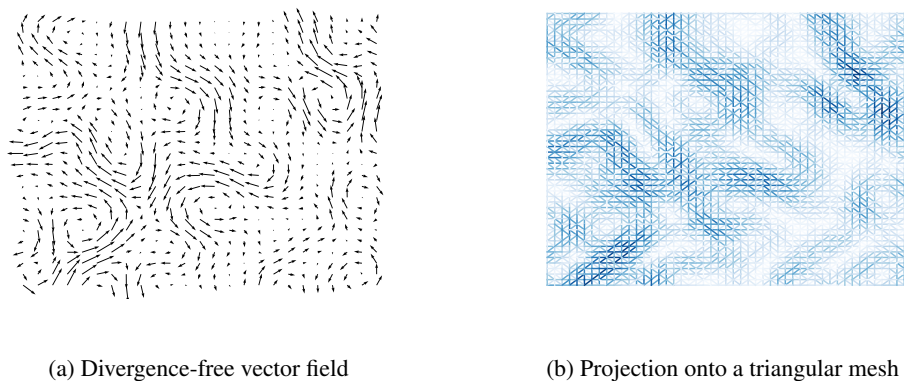 (a) Divergence-free vector field
(b) Projection onto a triangular mesh